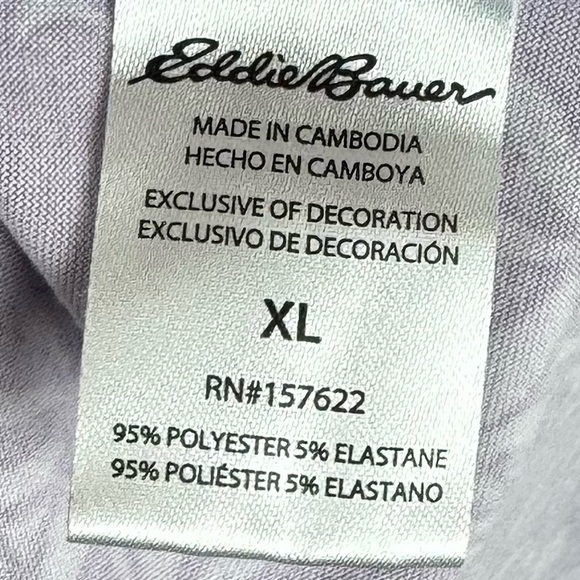 Eddie Bauer
MADE IN CAMBODIA
HECHO EN CAMBOYA
EXCLUSIVE OF DECORATION
EXCLUSIVO DE DECORACIÓN
XL
RN#157622
95% POLYESTER 5% ELASTANE
95% POLIÉSTER 5% ELASTANO